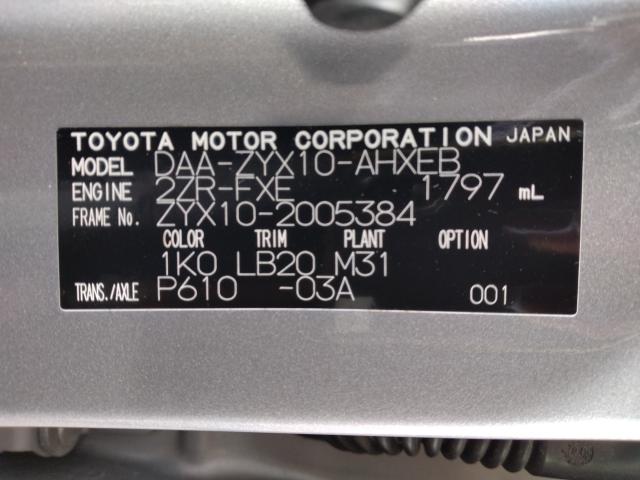 TOYOTA MOTOR CORPORATION JAPAN
MODEL DAA-ZYX10-AHXEB
ENGINE 2ZR-FXE 1797 mL
FRAME No. ZYX10-2005384
COLOR TRIM PLANT OPTION
1K0 LB20 M31
TRANS./AXLE P610 -03A 001